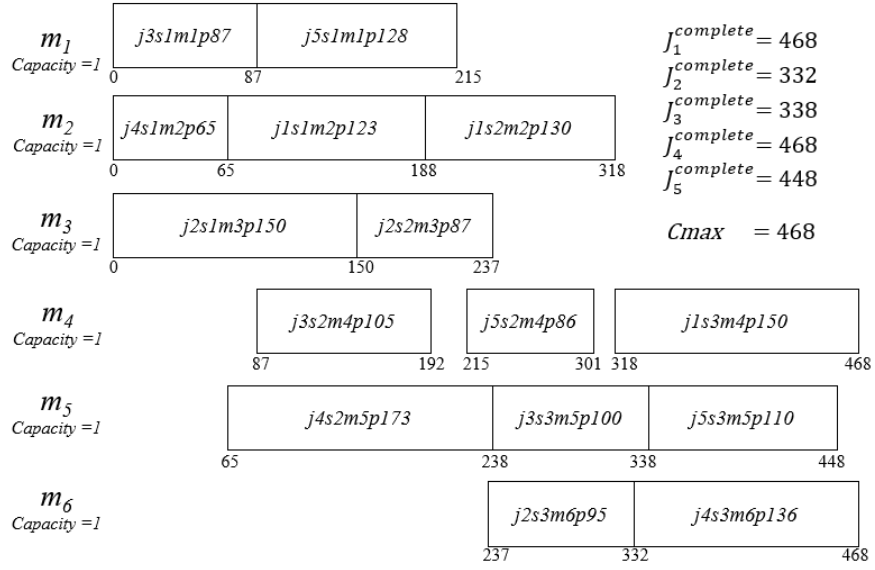 m1
Capacity =1
j3s1m1p87
j5s1m1p128
0
87
215
m2
Capacity =1
j4s1m2p65
j1s1m2p123
j1s2m2p130
0
65
188
318
m3
Capacity =1
j2s1m3p150
j2s2m3p87
0
150
237
m4
Capacity =1
j3s2m4p105
j5s2m4p86
j1s3m4p150
87
192
215
301
318
468
m5
Capacity =1
j4s2m5p173
j3s3m5p100
j5s3m5p110
65
238
338
448
m6
Capacity =1
j2s3m6p95
j4s3m6p136
237
332
468
J1complete = 468
J2complete = 332
J3complete = 338
J4complete = 468
J5complete = 448
Cmax = 468